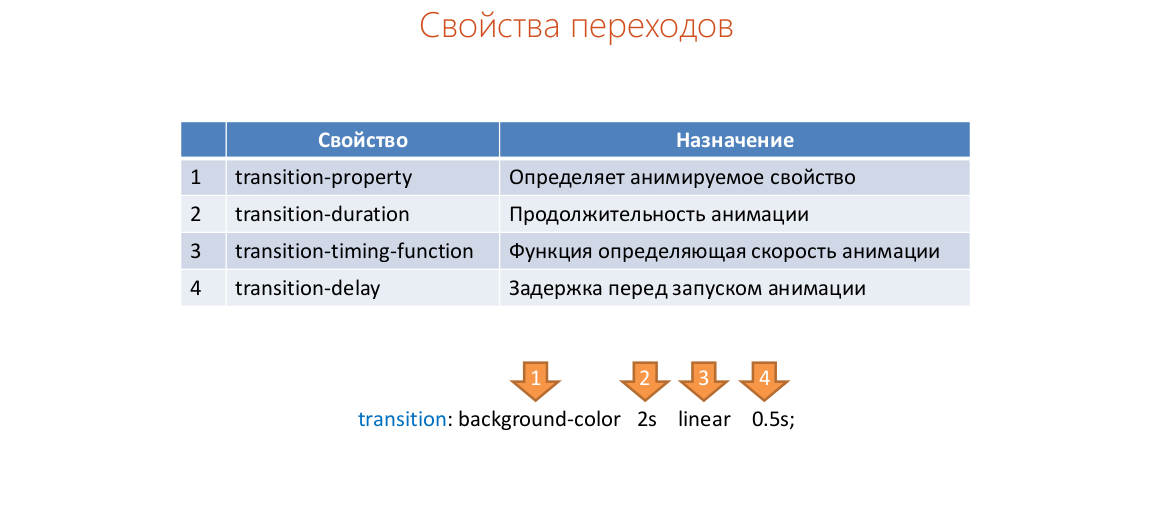 Свойства переходов
Свойство Назначение
1 transition-property Определяет анимируемое свойство
2 transition-duration Продолжительность анимации
3 transition-timing-function Функция определяющая скорость анимации
4 transition-delay Задержка перед запуском анимации
1 2 3 4
transition: background-color 2s linear 0.5s;